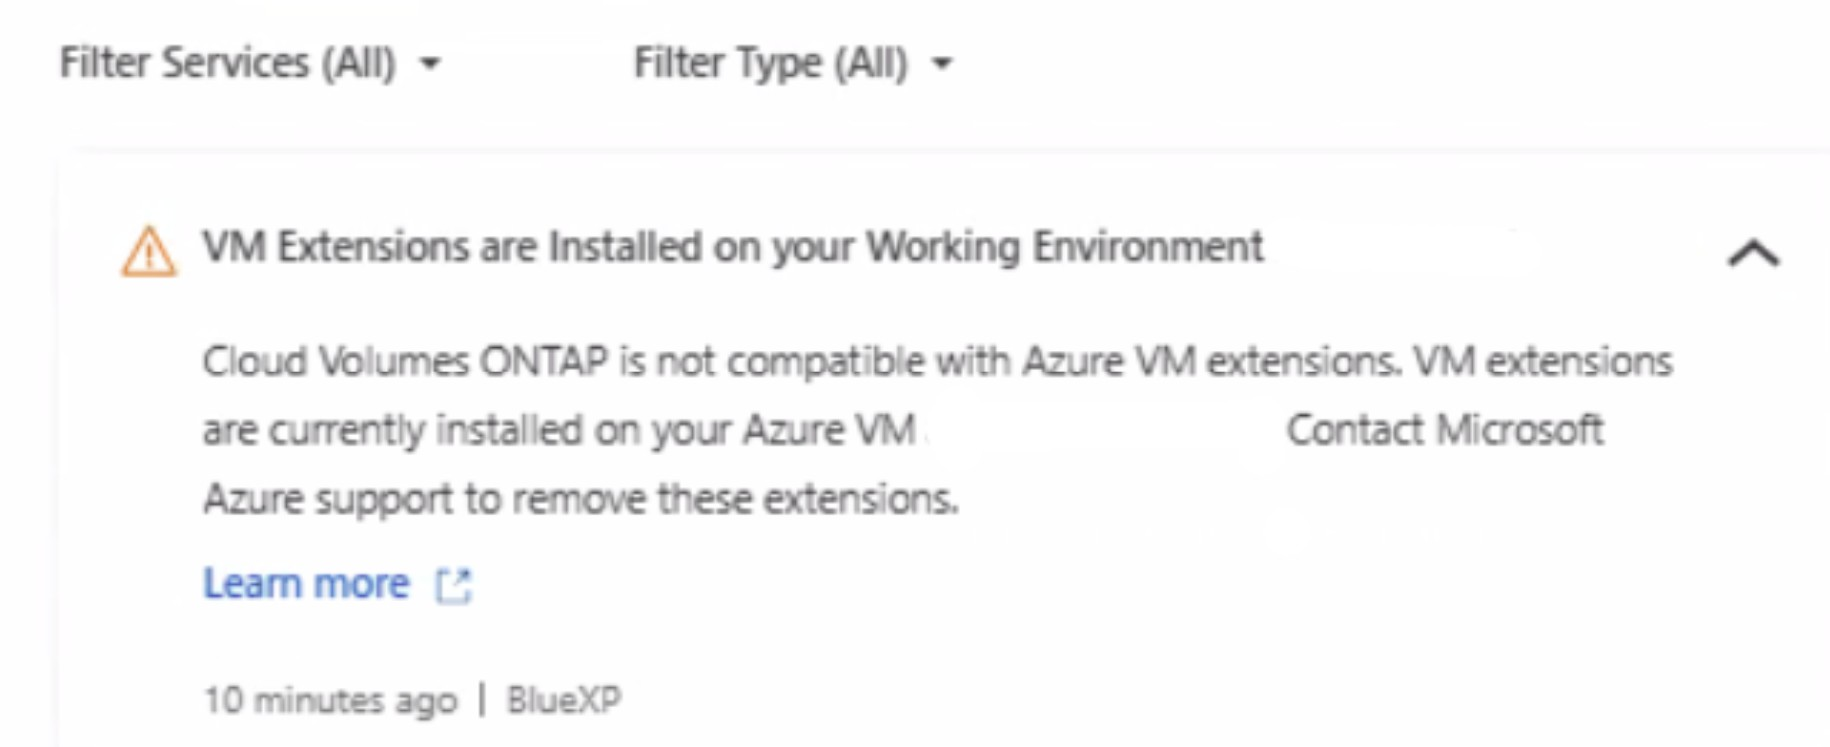 Filter Services (All) Filter Type (All)
VM Extensions are Installed on your Working Environment
Cloud Volumes ONTAP is not compatible with Azure VM extensions. VM extensions
are currently installed on your Azure VM Contact Microsoft
Azure support to remove these extensions.
Learn more
10 minutes ago | BlueXP